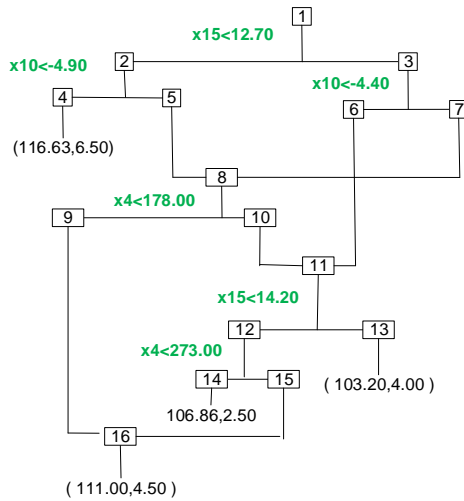 1
x15<12.70
2
3
x10<-4.90
x10<-4.40
4
5
6
7
(116.63,6.50)
8
x4<178.00
9
10
11
x15<14.20
12
13
x4<273.00
14
15
( 103.20,4.00 )
106.86,2.50
16
( 111.00,4.50 )